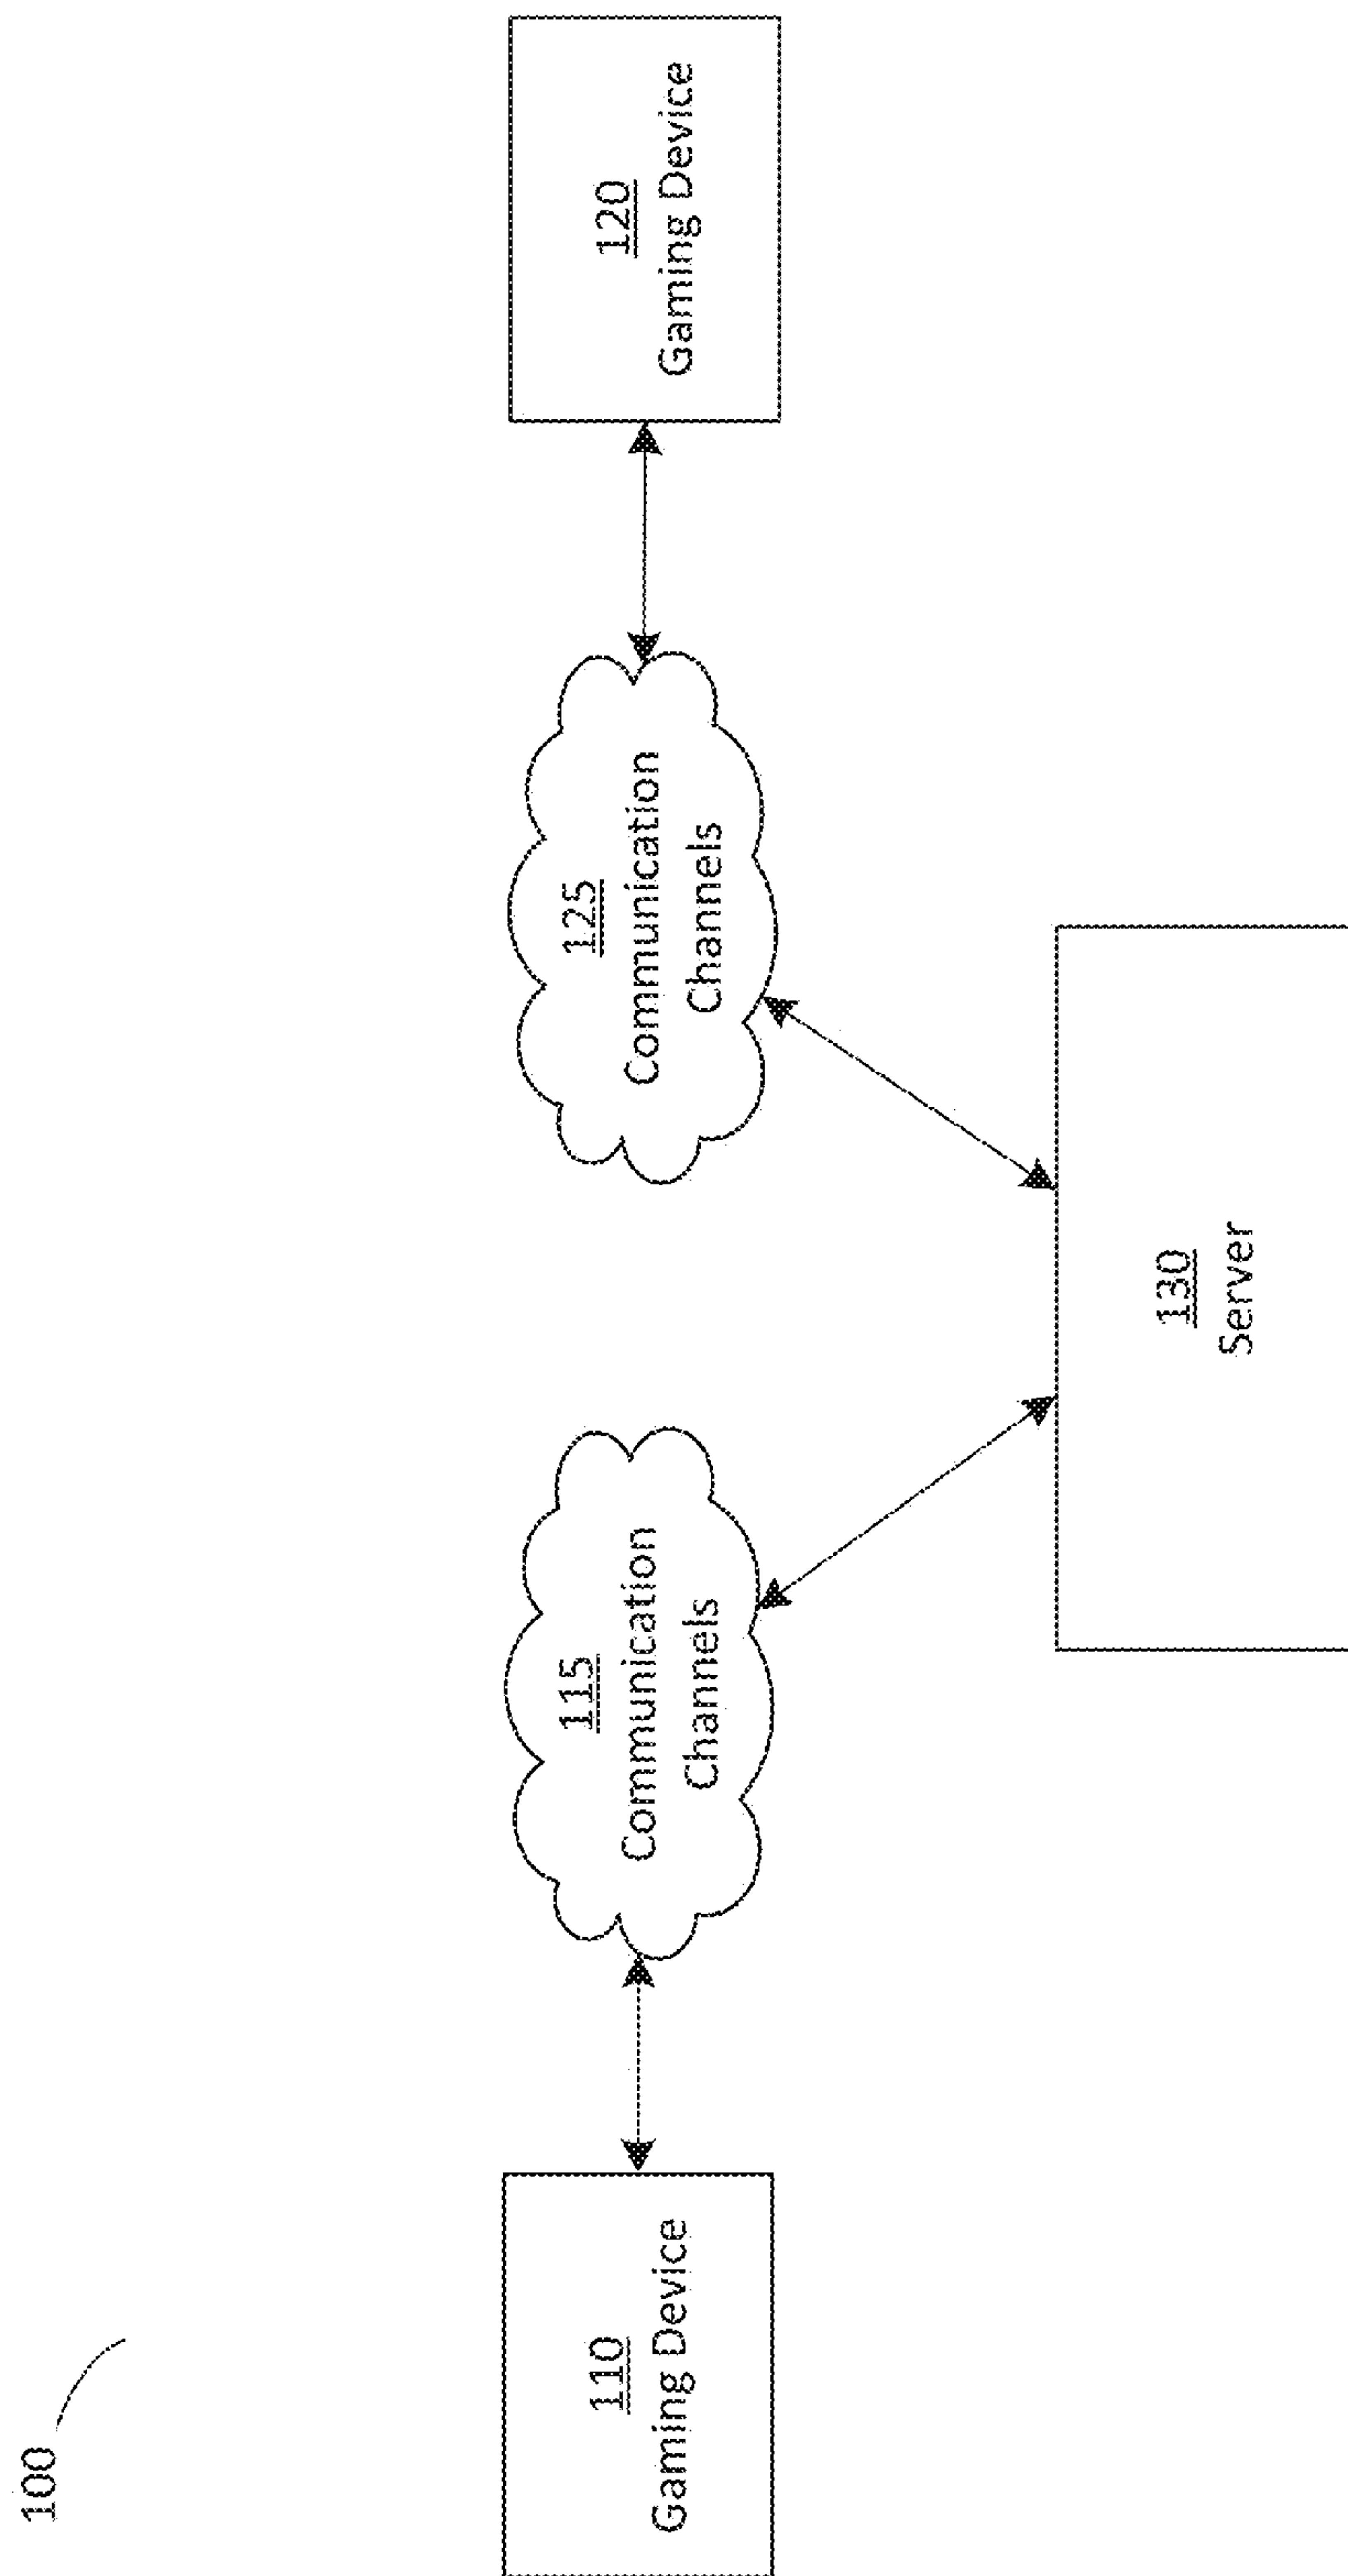 100
110
Gaming Device
115
Communication
Channels
125
Communication
Channels
120
Gaming Device
130
Server